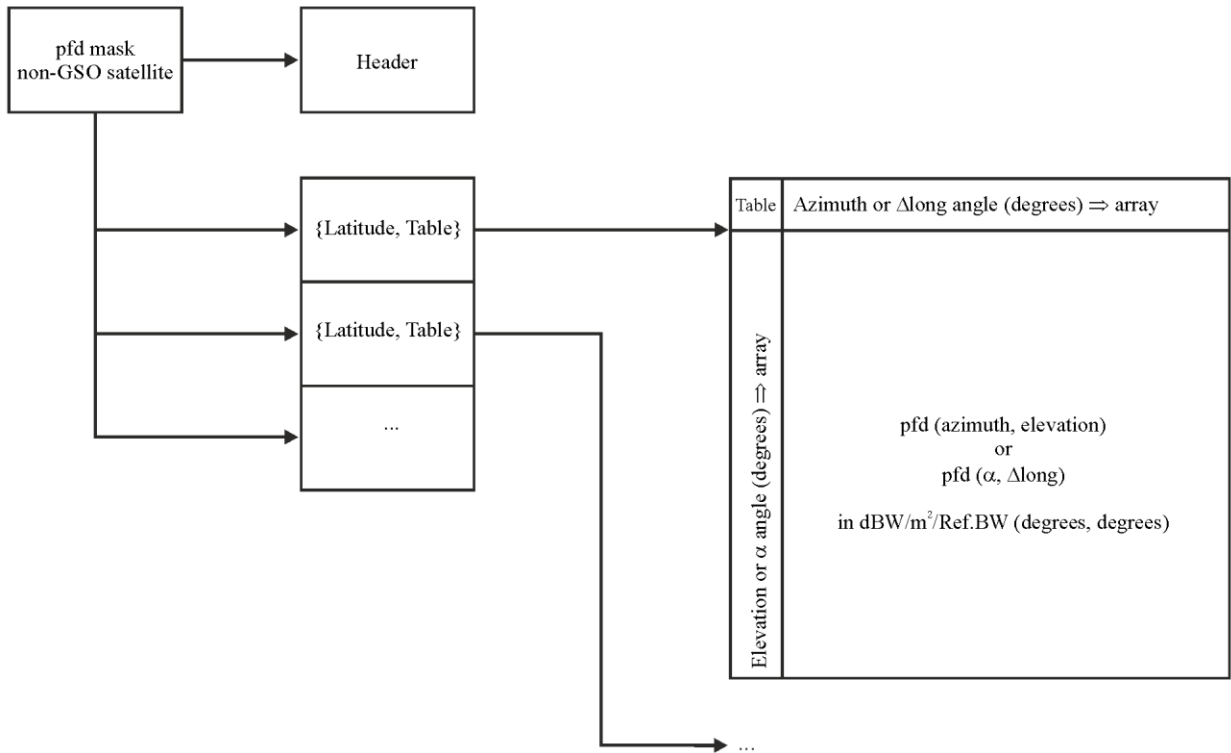 pfd mask
non-GSO satellite
Header
{Latitude, Table}
{Latitude, Table}
...
Table
Azimuth or Δlong angle (degrees) ⇒ array
Elevation or α angle (degrees) ⇒ array
pfd (azimuth, elevation)
or
pfd (α, Δlong)
in dBW/m²/Ref.BW (degrees, degrees)
...